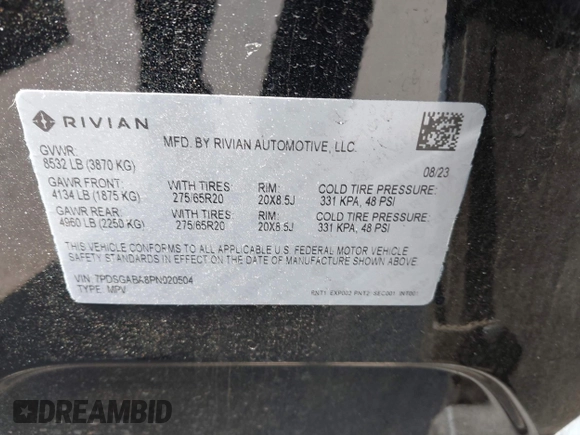 RIVIAN
MFD. BY RIVIAN AUTOMOTIVE, LLC.
GVWR:
8532 LB (3870 KG)
08/23
GAWR FRONT: WITH TIRES RIM: COLD TIRE PRESSURE:
4134 LB (1875 KG) 275/65R20 20X8.5J 331 KPA, 48 PSI
GAWR REAR: WITH TIRES RIM: COLD TIRE PRESSURE:
4960 LB (2250 KG) 275/65R20 20X8.5J 331 KPA, 48 PSI
THIS VEHICLE CONFORMS TO ALL APPLICABLE U.S. FEDERAL MOTOR VEHICLE
SAFETY STANDARDS IN EFFECT ON THE DATE OF MANUFACTURE SHOWN ABOVE.
VIN: 7PDSGABA8PN020504
TYPE: MPV
DREAMBID